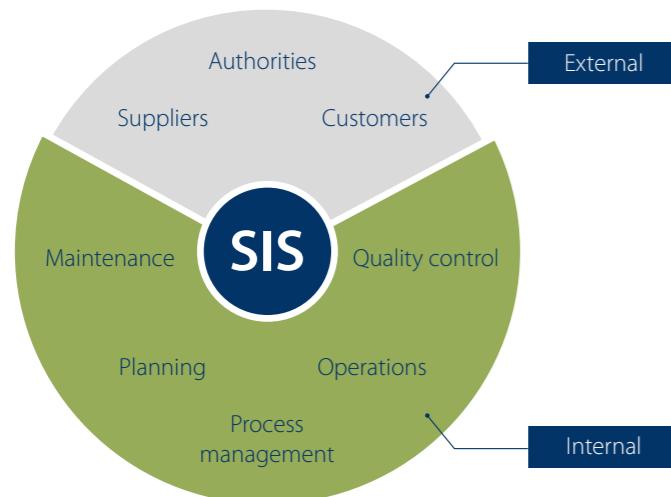 Authorities
External
Suppliers
Customers
SIS
Maintenance
Quality control
Planning
Operations
Process
management
Internal